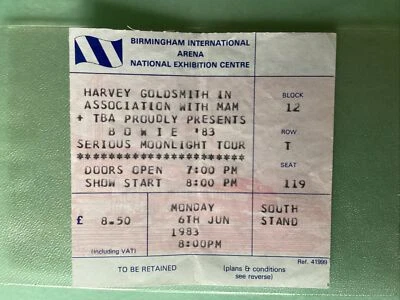 BIRMINGHAM INTERNATIONAL
ARENA
NATIONAL EXHIBITION CENTRE
HARVEY GOLDSMITH IN
ASSOCIATION WITH MAM
+ TBA PROUDLY PRESENTS
B O W I E '83
SERIOUS MOONLIGHT TOUR
************************
DOORS OPEN 7:00 PM
SHOW START 8:00 PM
BLOCK
12
ROW
T
SEAT
119
£ 8.50
(including VAT)
MONDAY
6TH JUN
1983
8:00PM
SOUTH
STAND
Ref. 41999
TO BE RETAINED
(plans & conditions
see reverse)